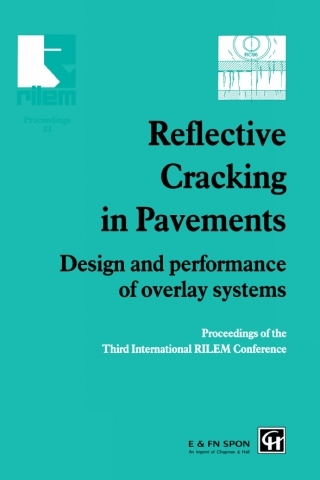 rilem
Proceedings
Reflective
Cracking
in Pavements
Design and performance
of overlay systems
Proceedings of the
Third International RILEM Conference
E & FN SPON
An imprint of Chapman & Hall